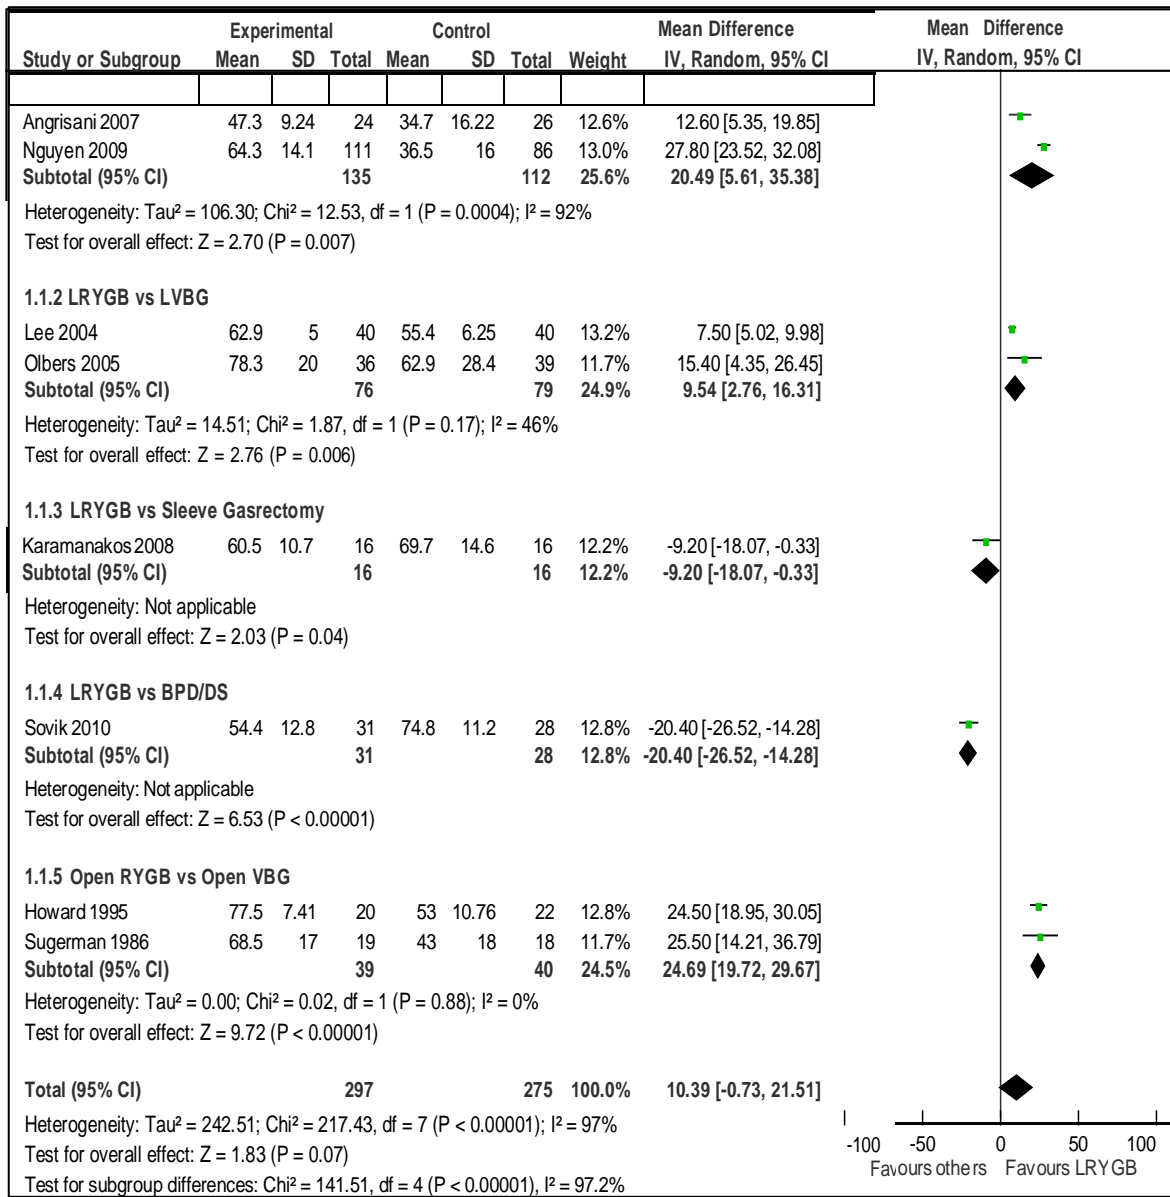 Experimental Control Mean Difference Mean Difference
Study or Subgroup Mean SD Total Mean SD Total Weight IV, Random, 95% CI IV, Random, 95% CI
Angrisani 2007 47.3 9.24 24 34.7 16.22 26 12.6% 12.60 [5.35, 19.85]
Nguyen 2009 64.3 14.1 111 36.5 16 86 13.0% 27.80 [23.52, 32.08]
Subtotal (95% CI) 135 112 25.6% 20.49 [5.61, 35.38]
Heterogeneity: Tau² = 106.30; Chi² = 12.53, df = 1 (P = 0.0004); I² = 92%
Test for overall effect: Z = 2.70 (P = 0.007)
1.1.2 LRYGB vs LVBG
Lee 2004 62.9 5 40 55.4 6.25 40 13.2% 7.50 [5.02, 9.98]
Olbers 2005 78.3 20 36 62.9 28.4 39 11.7% 15.40 [4.35, 26.45]
Subtotal (95% CI) 76 79 24.9% 9.54 [2.76, 16.31]
Heterogeneity: Tau² = 14.51; Chi² = 1.87, df = 1 (P = 0.17); I² = 46%
Test for overall effect: Z = 2.76 (P = 0.006)
1.1.3 LRYGB vs Sleeve Gasrectomy
Karamanakos 2008 60.5 10.7 16 69.7 14.6 16 12.2% -9.20 [-18.07, -0.33]
Subtotal (95% CI) 16 16 12.2% -9.20 [-18.07, -0.33]
Heterogeneity: Not applicable
Test for overall effect: Z = 2.03 (P = 0.04)
1.1.4 LRYGB vs BPD/DS
Sovik 2010 54.4 12.8 31 74.8 11.2 28 12.8% -20.40 [-26.52, -14.28]
Subtotal (95% CI) 31 28 12.8% -20.40 [-26.52, -14.28]
Heterogeneity: Not applicable
Test for overall effect: Z = 6.53 (P < 0.00001)
1.1.5 Open RYGB vs Open VBG
Howard 1995 77.5 7.41 20 53 10.76 22 12.8% 24.50 [18.95, 30.05]
Sugerman 1986 68.5 17 19 43 18 18 11.7% 25.50 [14.21, 36.79]
Subtotal (95% CI) 39 40 24.5% 24.69 [19.72, 29.67]
Heterogeneity: Tau² = 0.00; Chi² = 0.02, df = 1 (P = 0.88); I² = 0%
Test for overall effect: Z = 9.72 (P < 0.00001)
Total (95% CI) 297 275 100.0% 10.39 [-0.73, 21.51]
Heterogeneity: Tau² = 242.51; Chi² = 217.43, df = 7 (P < 0.00001); I² = 97%
Test for overall effect: Z = 1.83 (P = 0.07)
Test for subgroup differences: Chi² = 141.51, df = 4 (P < 0.00001), I² = 97.2%
-100 -50 0 50 100
Favours others Favours LRYGB